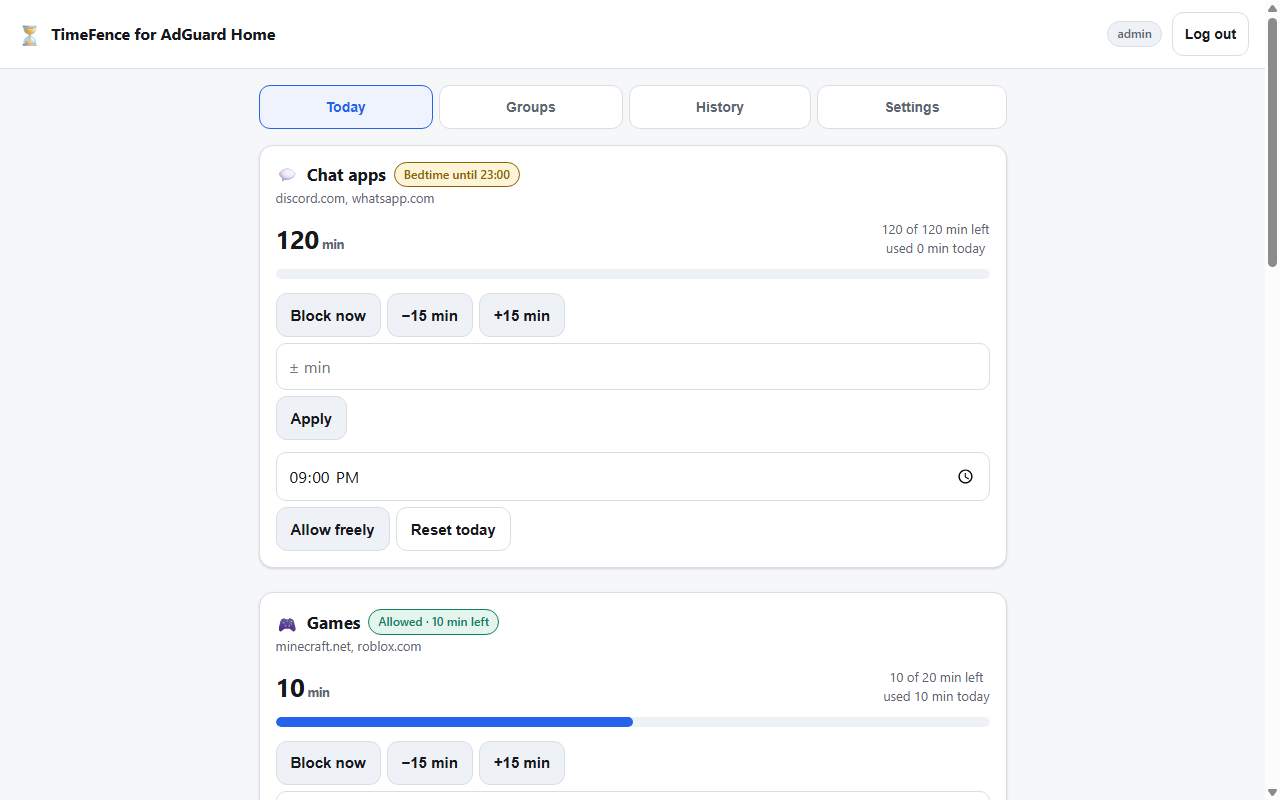 TimeFence for AdGuard Home
admin
Log out
Today
Groups
History
Settings
Chat apps
Bedtime until 23:00
discord.com, whatsapp.com
120 min
120 of 120 min left
used 0 min today
Block now
−15 min
+15 min
± min
Apply
09:00 PM
Allow freely
Reset today
Games
Allowed · 10 min left
minecraft.net, roblox.com
10 min
10 of 20 min left
used 10 min today
Block now
−15 min
+15 min